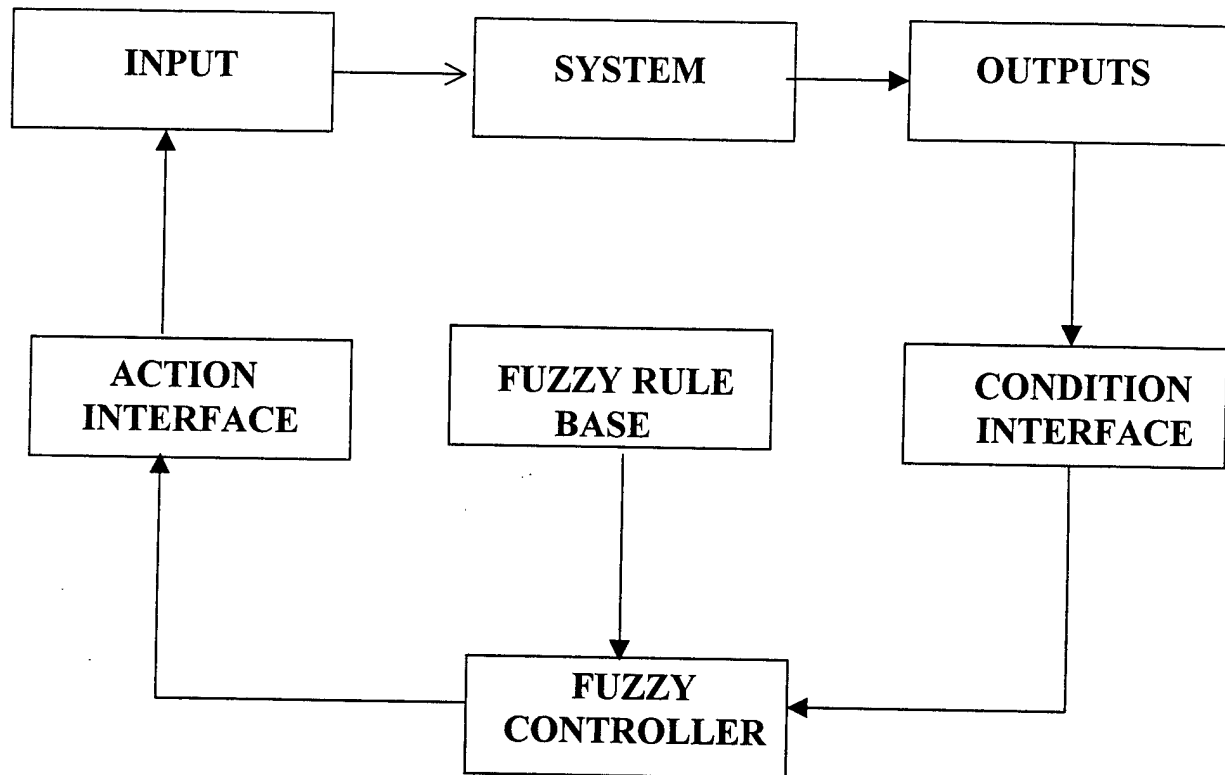 INPUT
SYSTEM
OUTPUTS
ACTION
INTERFACE
FUZZY RULE
BASE
CONDITION
INTERFACE
FUZZY
CONTROLLER